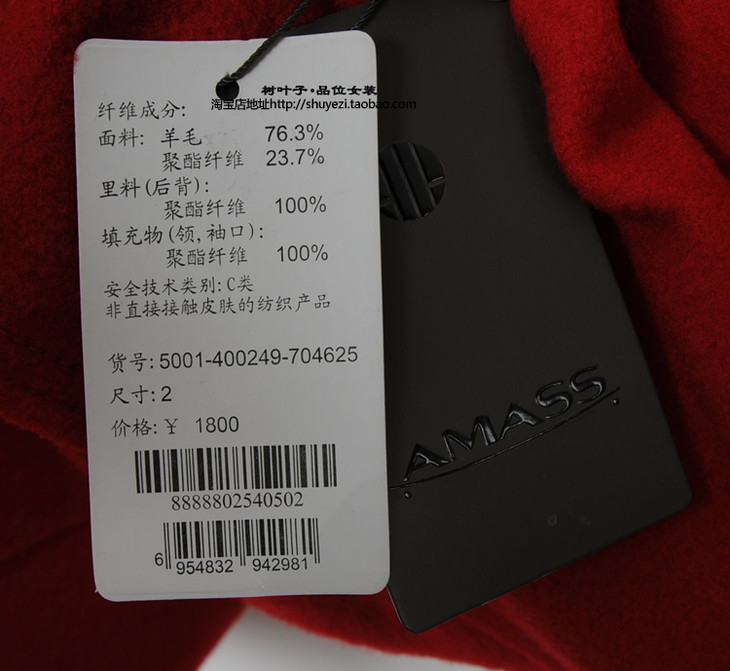 树叶子·品位女装
淘宝店地址http://shuyezi.taobao.com
纤维成分:
面料: 羊毛 76.3%
聚酯纤维 23.7%
里料(后背):
聚酯纤维 100%
填充物(领,袖口):
聚酯纤维 100%
安全技术类别:C类
非直接接触皮肤的纺织产品
货号:5001-400249-704625
尺寸:2
价格:¥ 1800
8888802540502
6 954832 942981
AMASS